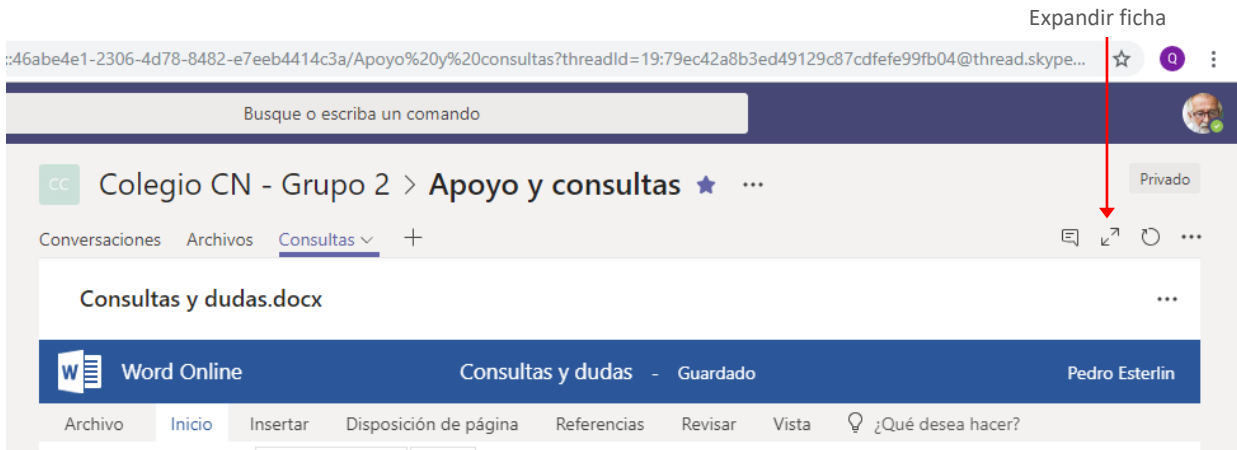 Expandir ficha
::46abe4e1-2306-4d78-8482-e7eeb4414c3a/Apoyo%20y%20consultas?threadId=19:79ec42a8b3ed49129c87cdfefe99fb04@thread.skype... Q
Busque o escriba un comando
CC Colegio CN - Grupo 2 > Apoyo y consultas ... Privado
Conversaciones Archivos Consultas
Consultas y dudas.docx
W Word Online Consultas y dudas - Guardado Pedro Esterlin
Archivo Inicio Insertar Disposición de página Referencias Revisar Vista ¿Qué desea hacer?